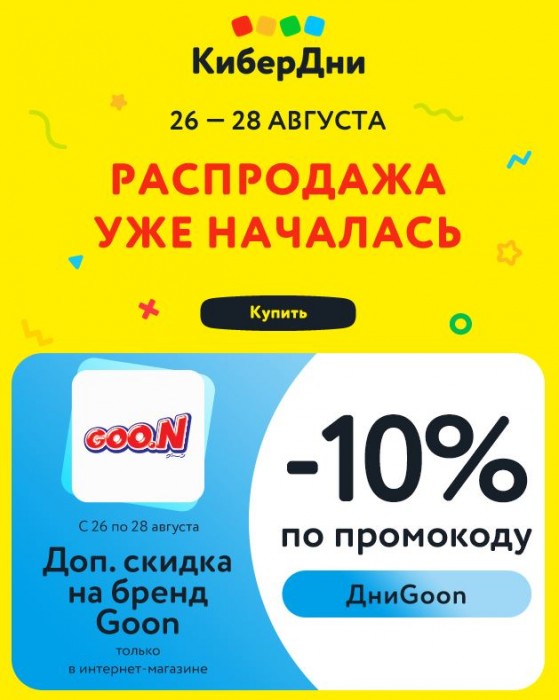 КиберДни
26 – 28 АВГУСТА
РАСПРОДАЖА
УЖЕ НАЧАЛАСЬ
Купить
GOO.N
С 26 по 28 августа
Доп. скидка
на бренд
Goon
только
в интернет-магазине
-10%
по промокоду
ДниGoon